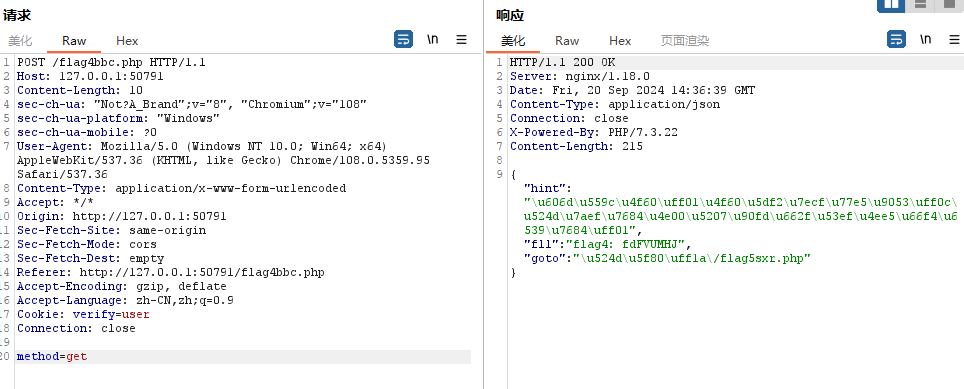 请求
美化
Raw
Hex
\n
1 POST /flag4bbc.php HTTP/1.1
2 Host: 127.0.0.1:50791
3 Content-Length: 10
4 sec-ch-ua: "Not?A_Brand";v="8", "Chromium";v="108"
5 sec-ch-ua-platform: "Windows"
6 sec-ch-ua-mobile: ?0
7 User-Agent: Mozilla/5.0 (Windows NT 10.0; Win64; x64)
AppleWebKit/537.36 (KHTML, like Gecko) Chrome/108.0.5359.95
Safari/537.36
8 Content-Type: application/x-www-form-urlencoded
9 Accept: */*
10 Origin: http://127.0.0.1:50791
11 Sec-Fetch-Site: same-origin
12 Sec-Fetch-Mode: cors
13 Sec-Fetch-Dest: empty
14 Referer: http://127.0.0.1:50791/flag4bbc.php
15 Accept-Encoding: gzip, deflate
16 Accept-Language: zh-CN,zh;q=0.9
17 Cookie: verify=user
18 Connection: close
19
20 method=get
响应
美化
Raw
Hex
页面渲染
\n
1 HTTP/1.1 200 OK
2 Server: nginx/1.18.0
3 Date: Fri, 20 Sep 2024 14:36:39 GMT
4 Content-Type: application/json
5 Connection: close
6 X-Powered-By: PHP/7.3.22
7 Content-Length: 215
8
9 {
"hint":
"\u606d\u559c\u4f60\uff01\u4f60\u5df2\u7ecf\u77e5\u9053\uff0c\
u524d\u7aef\u7684\u4e00\u5207\u90fd\u662f\u53ef\u4ee5\u66f4\u6
539\u7684\uff01",
"fl1":"flag4: fdFVUMHJ",
"goto":"\u524d\u5f80\uff1a\/flag5sxr.php"
}